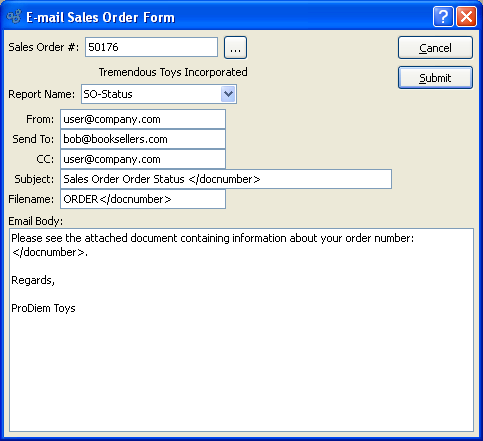 E-mail Sales Order Form
Sales Order #: 50176 ...
Cancel
Tremendous Toys Incorporated
Submit
Report Name: SO-Status
From: user@company.com
Send To: bob@booksellers.com
CC: user@company.com
Subject: Sales Order Order Status </docnumber>
Filename: ORDER</docnumber>
Email Body:
Please see the attached document containing information about your order number:
</docnumber>.
Regards,
ProDiem Toys